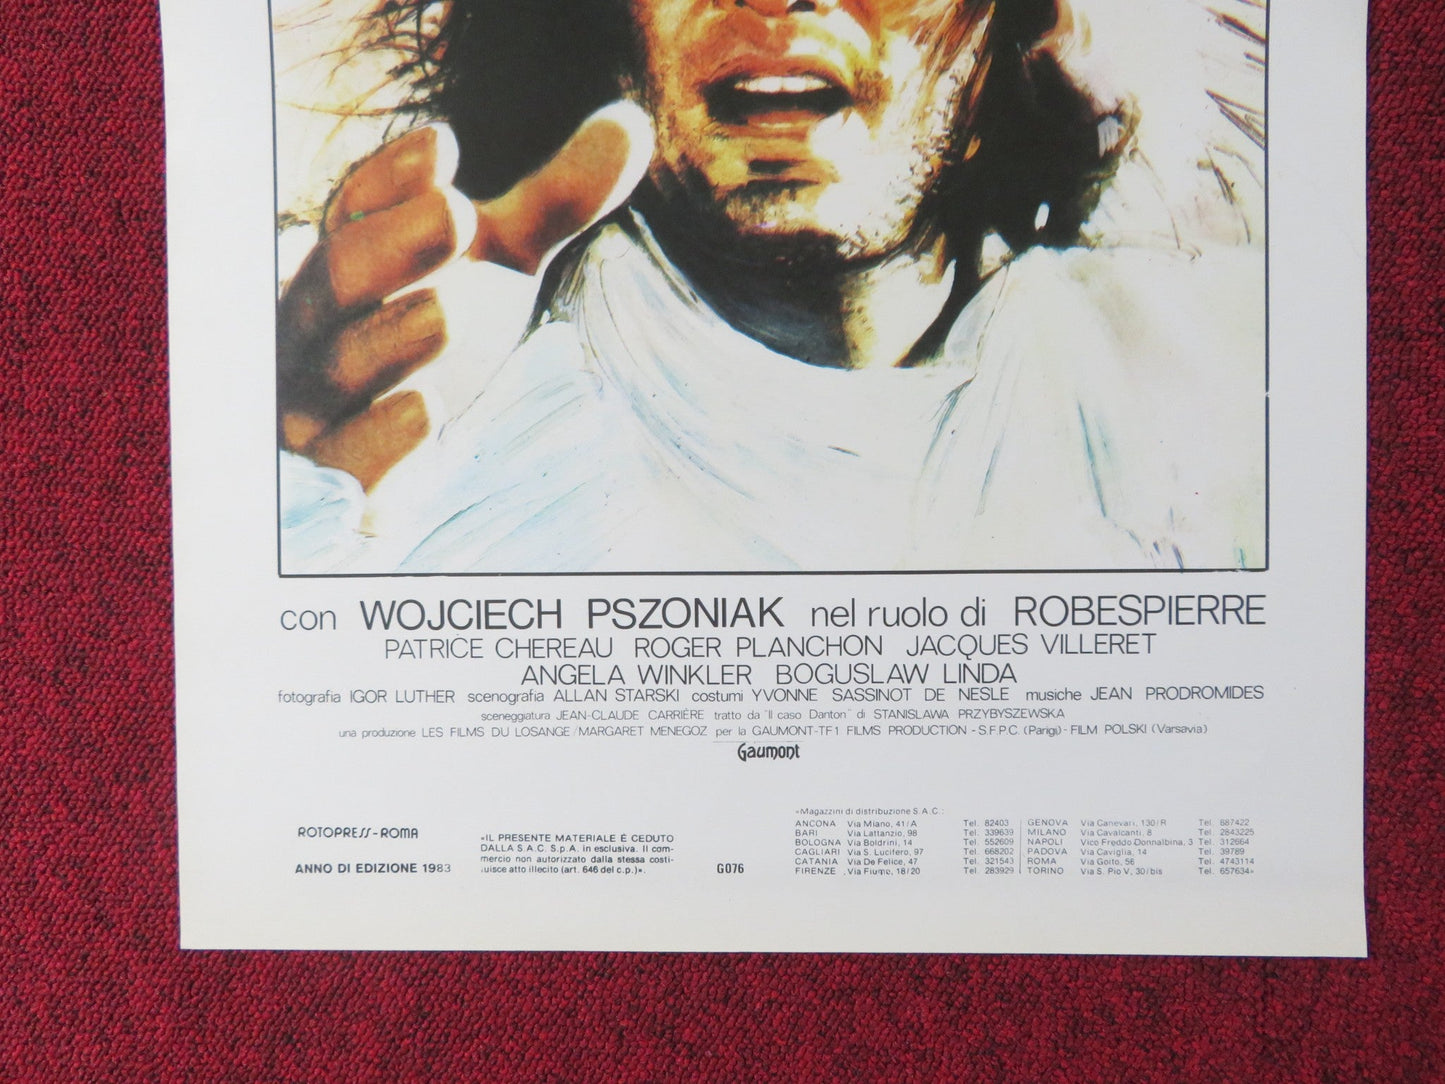 con WOJCIECH PSZONIAK nel ruolo di ROBESPIERRE
PATRICE CHEREAU ROGER PLANCHON JACQUES VILLERET
ANGELA WINKLER BOGUSLAW LINDA
fotografia IGOR LUTHER scenografia ALLAN STARSKI costumi YVONNE SASSINOT DE NESLE musiche JEAN PRODROMIDES
sceneggiatura JEAN-CLAUDE CARRIÈRE tratto da "Il caso Danton" di STANISLAWA PRZYBYSZEWSKA
una produzione LES FILMS DU LOSANGE/MARGARET MENEGOZ per la GAUMONT-TF1 FILMS PRODUCTION - S.F.P.C. (Parigi) - FILM POLSKI (Varsavia)
Gaumont
ROTOPRESS-ROMA
ANNO DI EDIZIONE 1983
«IL PRESENTE MATERIALE È CEDUTO
DALLA S.A.C. S.p.A. in esclusiva. Il com-
mercio non autorizzato dalla stessa costi-
tuisce atto illecito (art. 646 del c.p.)».
G076
«Magazzini di distribuzione S.A.C.:
ANCONA Via Miano, 41/A Tel. 82403
BARI Via Lattanzio, 98 Tel. 339639
BOLOGNA Via Boldrini, 14 Tel. 552609
CAGLIARI Via S. Lucifero, 97 Tel. 668202
CATANIA Via De Felice, 47 Tel. 321543
FIRENZE Via Fiume, 18/20 Tel. 283929
GENOVA Via Canevari, 130/R Tel. 887422
MILANO Via Cavalcanti, 8 Tel. 2843225
NAPOLI Vico Freddo Donnalbina, 3 Tel. 312664
PADOVA Via Caviglia, 14 Tel. 39789
ROMA Via Goito, 56 Tel. 4743114
TORINO Via S. Pio V, 30/bis Tel. 657634»